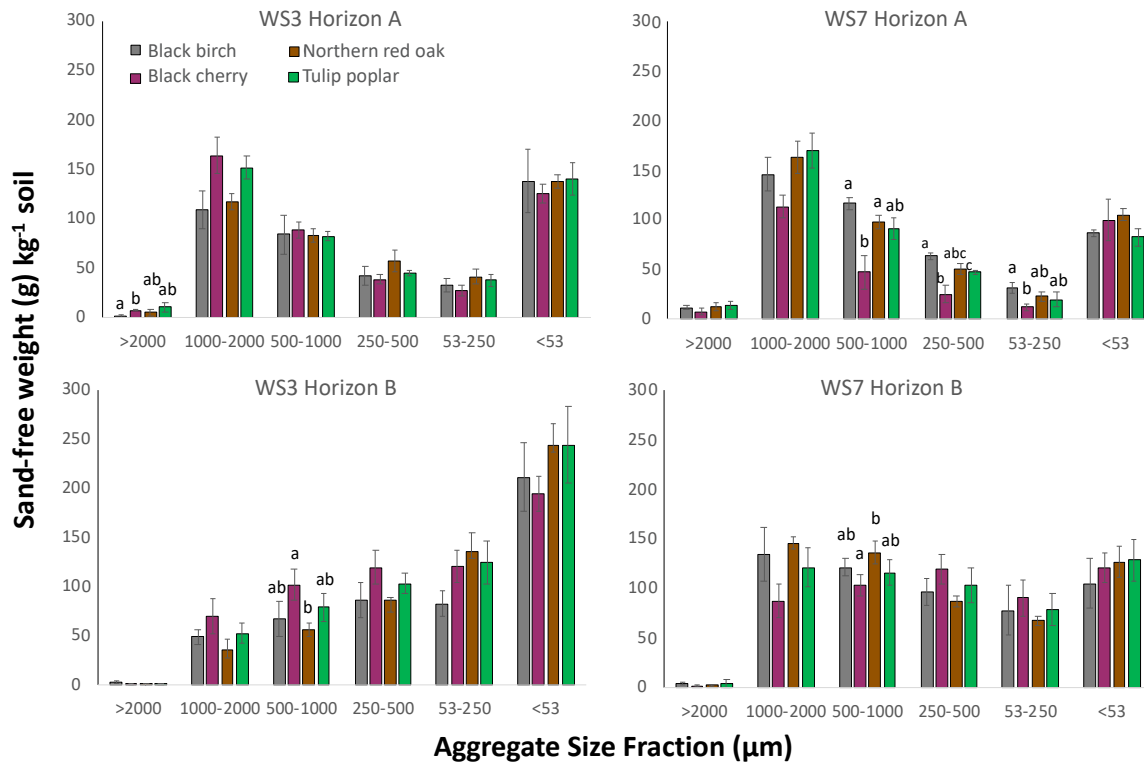 Sand-free weight (g) kg-1 soil
WS3 Horizon A
Black birch
Northern red oak
Black cherry
Tulip poplar
300
250
200
150
100
50
0
a
b
ab
ab
>2000
1000-2000
500-1000
250-500
53-250
<53
WS7 Horizon A
300
250
200
150
100
50
0
a
b
a
ab
a
b
abc
c
a
b
ab
ab
>2000
1000-2000
500-1000
250-500
53-250
<53
WS3 Horizon B
300
250
200
150
100
50
0
ab
a
b
ab
>2000
1000-2000
500-1000
250-500
53-250
<53
WS7 Horizon B
300
250
200
150
100
50
0
ab
a
b
ab
>2000
1000-2000
500-1000
250-500
53-250
<53
Aggregate Size Fraction (µm)